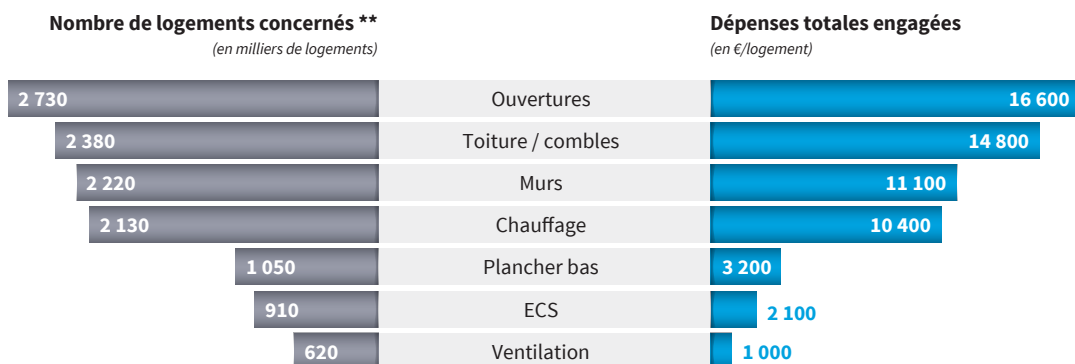 Nombre de logements concernés **
(en milliers de logements)
Dépenses totales engagées
(en €/logement)
2 730 Ouvertures 16 600
2 380 Toiture / combles 14 800
2 220 Murs 11 100
2 130 Chauffage 10 400
1 050 Plancher bas 3 200
910 ECS 2 100
620 Ventilation 1 000